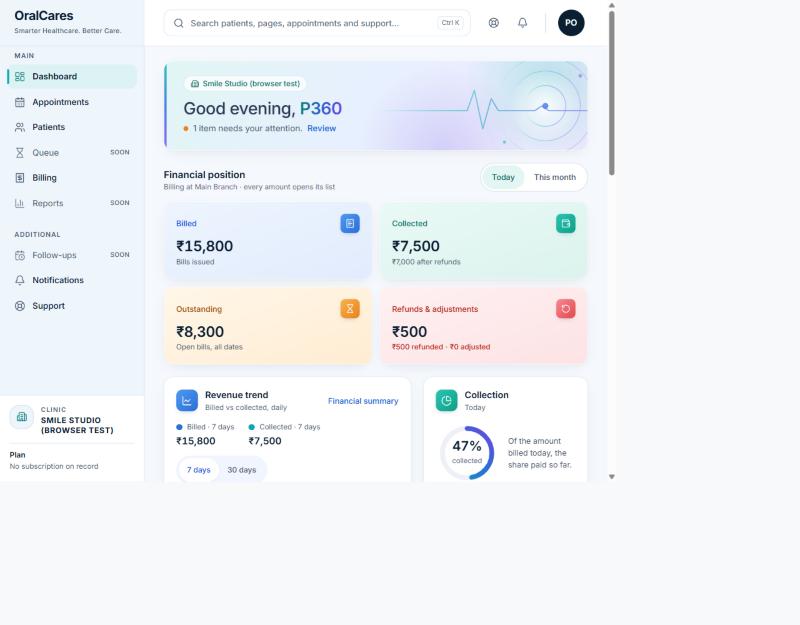 OralCares
Smarter Healthcare. Better Care.
MAIN
Dashboard
Appointments
Patients
Queue SOON
Billing
Reports SOON
ADDITIONAL
Follow-ups SOON
Notifications
Support
CLINIC
SMILE STUDIO
(BROWSER TEST)
Plan
No subscription on record
Search patients, pages, appointments and support... Ctrl K
PO
Smile Studio (browser test)
Good evening, P360
1 item needs your attention. Review
Financial position
Billing at Main Branch · every amount opens its list
Today This month
Billed
₹15,800
Bills issued
Collected
₹7,500
₹7,000 after refunds
Outstanding
₹8,300
Open bills, all dates
Refunds & adjustments
₹500
₹500 refunded · ₹0 adjusted
Revenue trend
Billed vs collected, daily
Financial summary
Billed · 7 days Collected · 7 days
₹15,800 ₹7,500
7 days 30 days
Collection
Today
47%
collected
Of the amount
billed today, the
share paid so far.